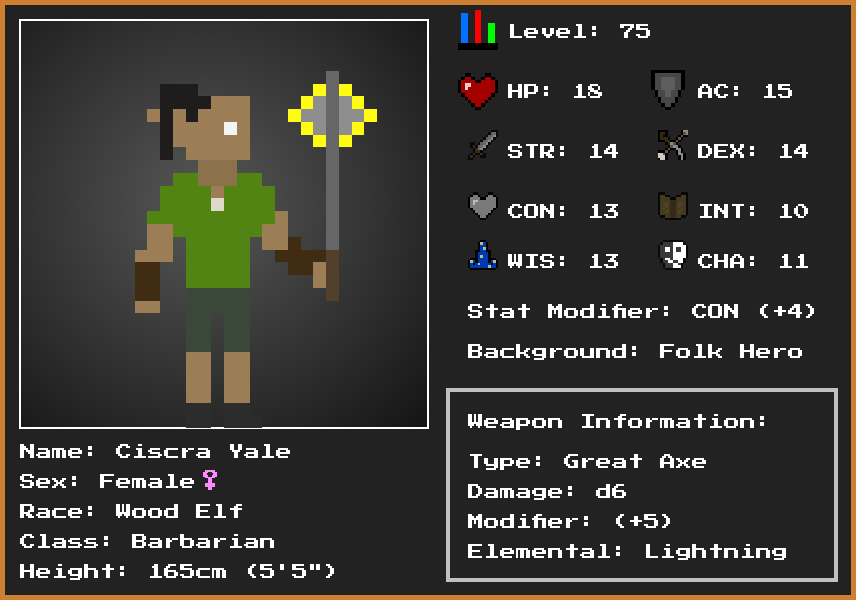 Level: 75
HP: 18
AC: 15
STR: 14
DEX: 14
CON: 13
INT: 10
WIS: 13
CHA: 11
Stat Modifier: CON (+4)
Background: Folk Hero
Name: Ciscra Yale
Sex: Female♀
Race: Wood Elf
Class: Barbarian
Height: 165cm (5'5")
Weapon Information:
Type: Great Axe
Damage: d6
Modifier: (+5)
Elemental: Lightning